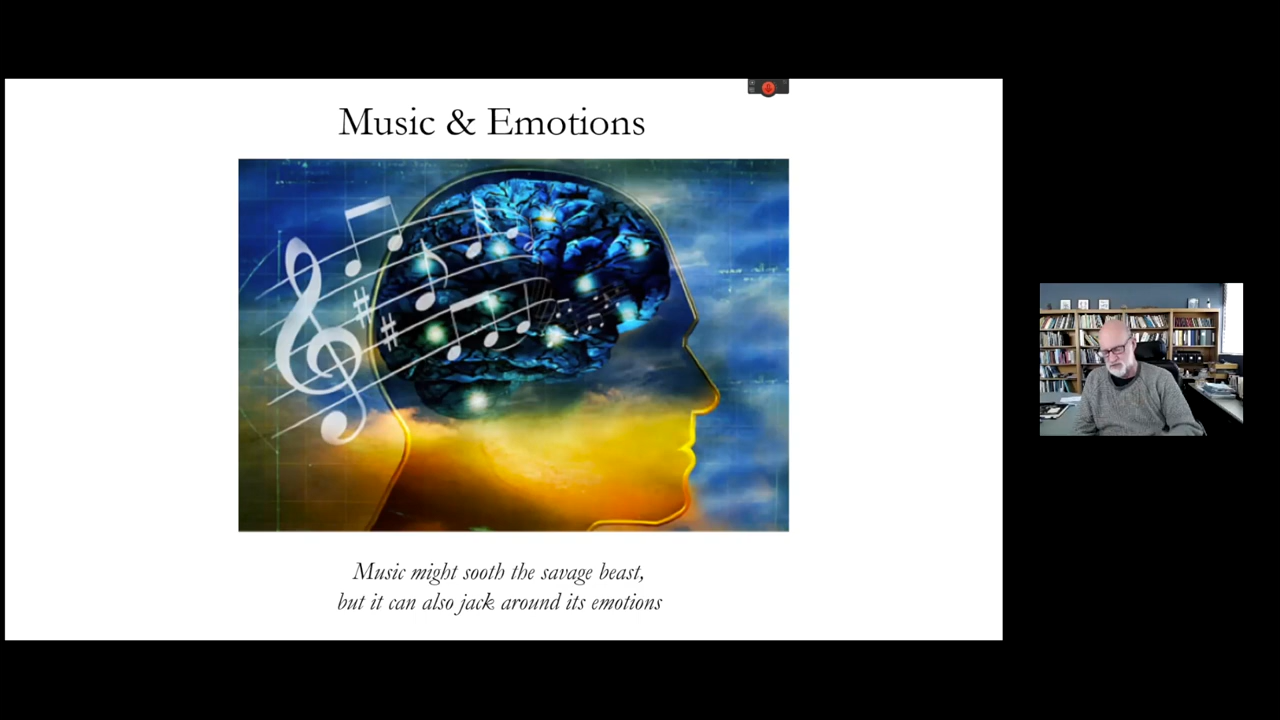 Music & Emotions
Music might sooth the savage beast,
but it can also jack around its emotions